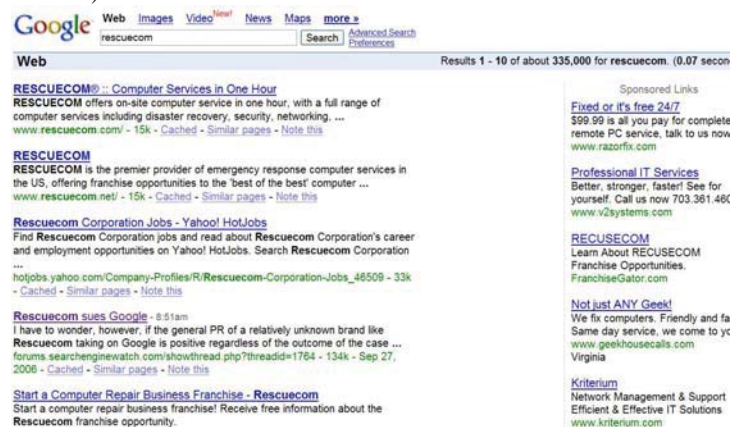 Google
Web Images Video New! News Maps more »
rescuecom Search Advanced Search
Preferences
Web Results 1 - 10 of about 335,000 for rescuecom. (0.07 secon
RESCUECOM® :: Computer Services in One Hour
RESCUECOM offers on-site computer service in one hour, with a full range of
computer services including disaster recovery, security, networking, ...
www.rescuecom.com/ - 15k - Cached - Similar pages - Note this
RESCUECOM
RESCUECOM is the premier provider of emergency response computer services in
the US, offering franchise opportunities to the 'best of the best' computer ...
www.rescuecom.net/ - 15k - Cached - Similar pages - Note this
Rescuecom Corporation Jobs - Yahoo! HotJobs
Find Rescuecom Corporation jobs and read about Rescuecom Corporation's career
and employment opportunities on Yahoo! HotJobs. Search Rescuecom Corporation
...
hotjobs.yahoo.com/Company-Profiles/R/Rescuecom-Corporation-Jobs_46509 - 33k
- Cached - Similar pages - Note this
Rescuecom sues Google - 8:51am
I have to wonder, however, if the general PR of a relatively unknown brand like
Rescuecom taking on Google is positive regardless of the outcome of the case ...
forums.searchenginewatch.com/showthread.php?threadid=1764 - 134k - Sep 27,
2006 - Cached - Similar pages - Note this
Start a Computer Repair Business Franchise - Rescuecom
Start a computer repair business franchise! Receive free information about the
Rescuecom franchise opportunity.
Sponsored Links
Fixed or it's free 24/7
$99.99 is all you pay for complete
remote PC service, talk to us now
www.razorfix.com
Professional IT Services
Better, stronger, faster! See for
yourself. Call us now 703.361.460
www.v2systems.com
RECUSECOM
Learn About RECUSECOM
Franchise Opportunities.
FranchiseGator.com
Not just ANY Geek!
We fix computers. Friendly and fa
Same day service, we come to yo
www.geekhousecalls.com
Virginia
Kriterium
Network Management & Support
Efficient & Effective IT Solutions
www.kriterium.com